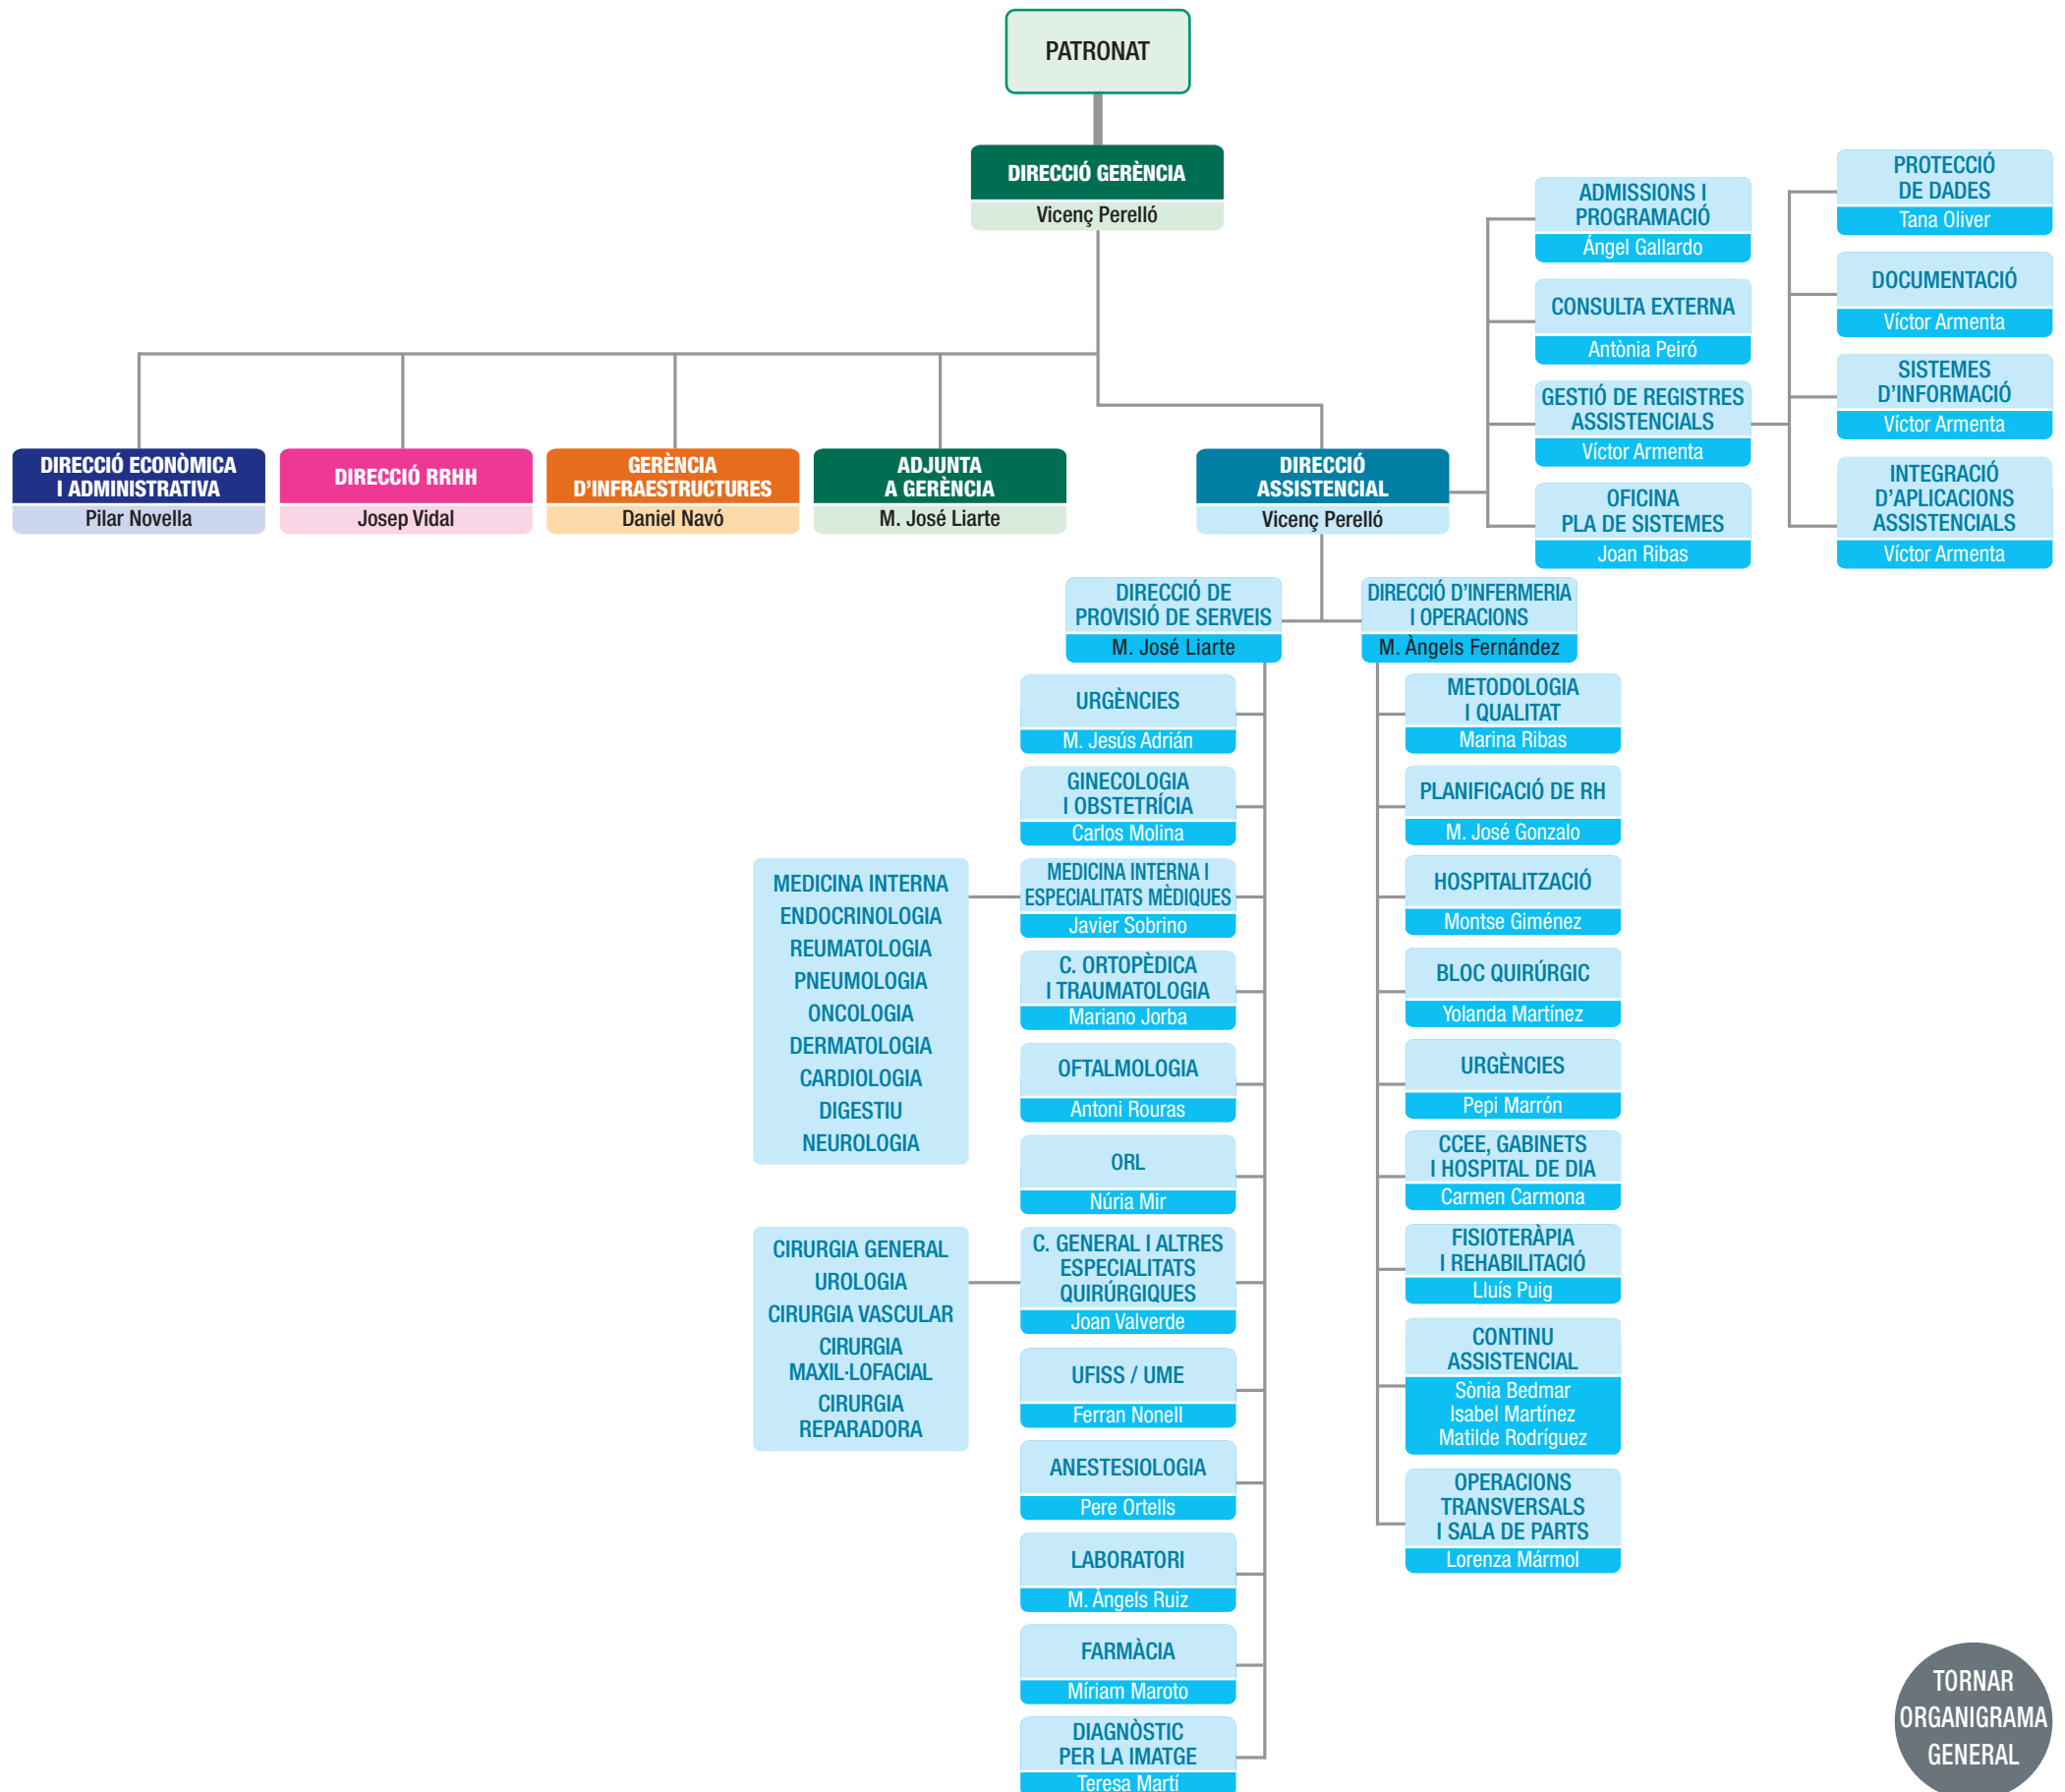 PATRONAT
DIRECCIÓ GERÈNCIA
Vicenç Perelló
DIRECCIÓ ECONÒMICA
I ADMINISTRATIVA
Pilar Novella
DIRECCIÓ RRHH
Josep Vidal
GERÈNCIA
D'INFRAESTRUCTURES
Daniel Navó
ADJUNTA
A GERÈNCIA
M. José Liarte
DIRECCIÓ
ASSISTENCIAL
Vicenç Perelló
ADMISSIONS I
PROGRAMACIÓ
Ángel Gallardo
CONSULTA EXTERNA
Antònia Peiró
GESTIÓ DE REGISTRES
ASSISTENCIALS
Víctor Armenta
OFICINA
PLA DE SISTEMES
Joan Ribas
PROTECCIÓ
DE DADES
Tana Oliver
DOCUMENTACIÓ
Víctor Armenta
SISTEMES
D'INFORMACIÓ
Víctor Armenta
INTEGRACIÓ
D'APLICACIONS
ASSISTENCIALS
Víctor Armenta
DIRECCIÓ DE
PROVISIÓ DE SERVEIS
M. José Liarte
URGÈNCIES
M. Jesús Adrián
GINECOLOGIA
I OBSTETRÍCIA
Carlos Molina
MEDICINA INTERNA I
ESPECIALITATS MÈDIQUES
Javier Sobrino
MEDICINA INTERNA
ENDOCRINOLOGIA
REUMATOLOGIA
PNEUMOLOGIA
ONCOLOGIA
DERMATOLOGIA
CARDIOLOGIA
DIGESTIU
NEUROLOGIA
C. ORTOPÈDICA
I TRAUMATOLOGIA
Mariano Jorba
OFTALMOLOGIA
Antoni Rouras
ORL
Núria Mir
C. GENERAL I ALTRES
ESPECIALITATS
QUIRÚRGIQUES
Joan Valverde
CIRURGIA GENERAL
UROLOGIA
CIRURGIA VASCULAR
CIRURGIA
MAXIL·LOFACIAL
CIRURGIA
REPARADORA
UFISS / UME
Ferran Nonell
ANESTESIOLOGIA
Pere Ortells
LABORATORI
M. Àngels Ruiz
FARMÀCIA
Míriam Maroto
DIAGNÒSTIC
PER LA IMATGE
Teresa Martí
DIRECCIÓ D'INFERMERIA
I OPERACIONS
M. Àngels Fernández
METODOLOGIA
I QUALITAT
Marina Ribas
PLANIFICACIÓ DE RH
M. José Gonzalo
HOSPITALITZACIÓ
Montse Giménez
BLOC QUIRÚRGIC
Yolanda Martínez
URGÈNCIES
Pepi Marrón
CCEE, GABINETS
I HOSPITAL DE DIA
Carmen Carmona
FISIOTERÀPIA
I REHABILITACIÓ
Lluís Puig
CONTINU
ASSISTENCIAL
Sònia Bedmar
Isabel Martínez
Matilde Rodríguez
OPERACIONS
TRANSVERSALS
I SALA DE PARTS
Lorenza Mármol
TORNAR
ORGANIGRAMA
GENERAL